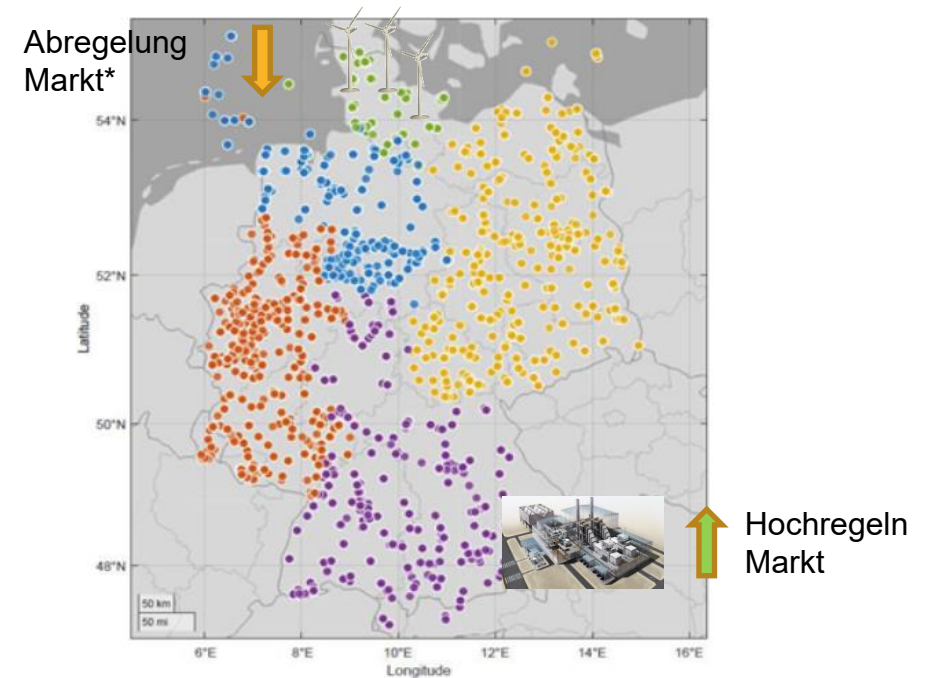 Abregelung
Markt*
54°N
52°N
50°N
48°N
Latitude
50 km
50 mi
6°E 8°E 10°E 12°E 14°E 16°E
Longitude
Hochregeln
Markt